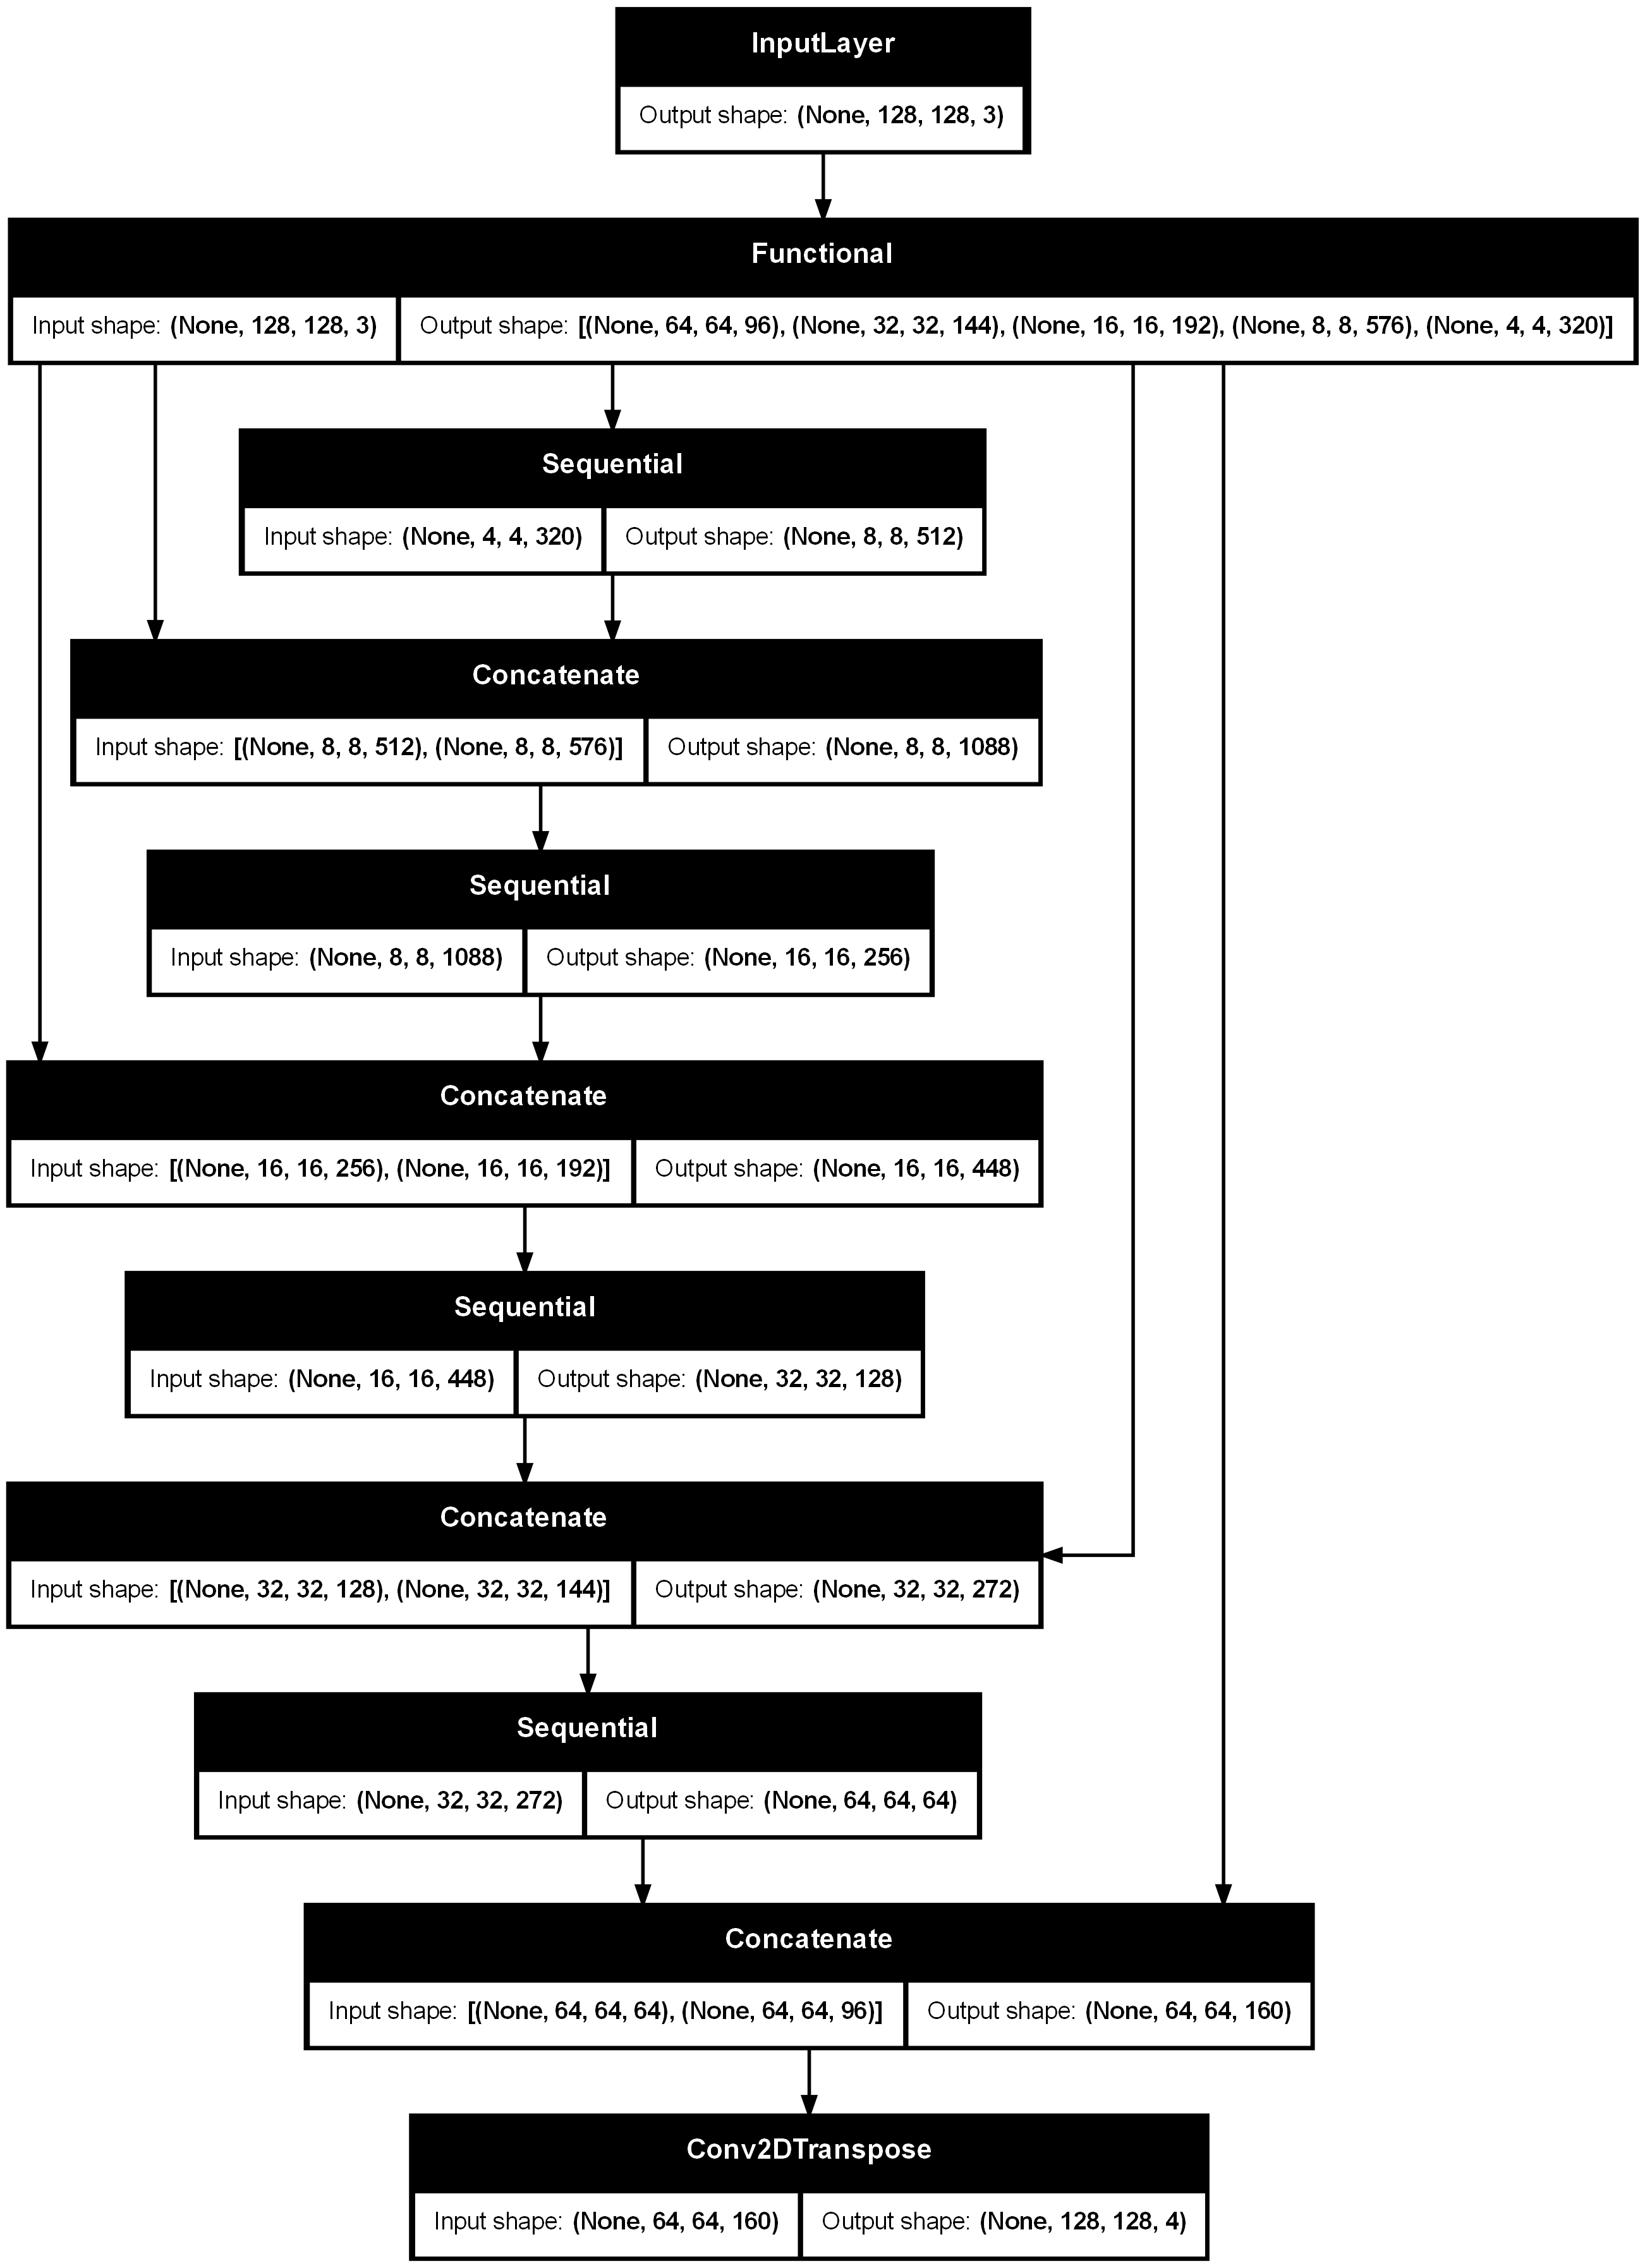 InputLayer
Output shape: (None, 128, 128, 3)
Functional
Input shape: (None, 128, 128, 3) Output shape: [(None, 64, 64, 96), (None, 32, 32, 144), (None, 16, 16, 192), (None, 8, 8, 576), (None, 4, 4, 320)]
Sequential
Input shape: (None, 4, 4, 320) Output shape: (None, 8, 8, 512)
Concatenate
Input shape: [(None, 8, 8, 512), (None, 8, 8, 576)] Output shape: (None, 8, 8, 1088)
Sequential
Input shape: (None, 8, 8, 1088) Output shape: (None, 16, 16, 256)
Concatenate
Input shape: [(None, 16, 16, 256), (None, 16, 16, 192)] Output shape: (None, 16, 16, 448)
Sequential
Input shape: (None, 16, 16, 448) Output shape: (None, 32, 32, 128)
Concatenate
Input shape: [(None, 32, 32, 128), (None, 32, 32, 144)] Output shape: (None, 32, 32, 272)
Sequential
Input shape: (None, 32, 32, 272) Output shape: (None, 64, 64, 64)
Concatenate
Input shape: [(None, 64, 64, 64), (None, 64, 64, 96)] Output shape: (None, 64, 64, 160)
Conv2DTranspose
Input shape: (None, 64, 64, 160) Output shape: (None, 128, 128, 4)